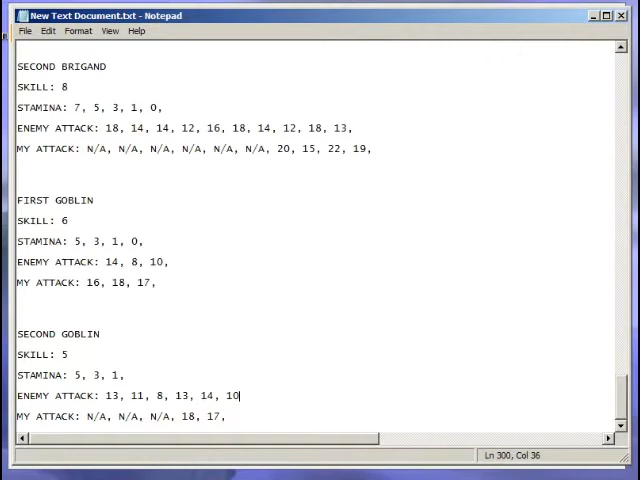 New Text Document.txt - Notepad
File Edit Format View Help
SECOND BRIGAND
SKILL: 8
STAMINA: 7, 5, 3, 1, 0,
ENEMY ATTACK: 18, 14, 14, 12, 16, 18, 14, 12, 18, 13,
MY ATTACK: N/A, N/A, N/A, N/A, N/A, N/A, 20, 15, 22, 19,
FIRST GOBLIN
SKILL: 6
STAMINA: 5, 3, 1, 0,
ENEMY ATTACK: 14, 8, 10,
MY ATTACK: 16, 18, 17,
SECOND GOBLIN
SKILL: 5
STAMINA: 5, 3, 1,
ENEMY ATTACK: 13, 11, 8, 13, 14, 10
MY ATTACK: N/A, N/A, N/A, 18, 17,
Ln 300, Col 36